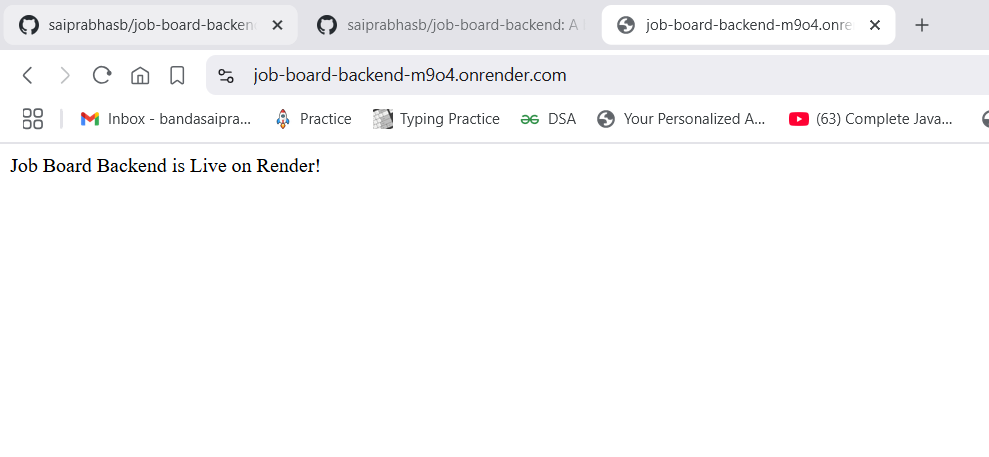 saiprabhasb/job-board-backen
saiprabhasb/job-board-backend: A
job-board-backend-m9o4.onre
job-board-backend-m9o4.onrender.com
Inbox - bandasaipra... Practice Typing Practice DSA Your Personalized A... (63) Complete Java...
Job Board Backend is Live on Render!